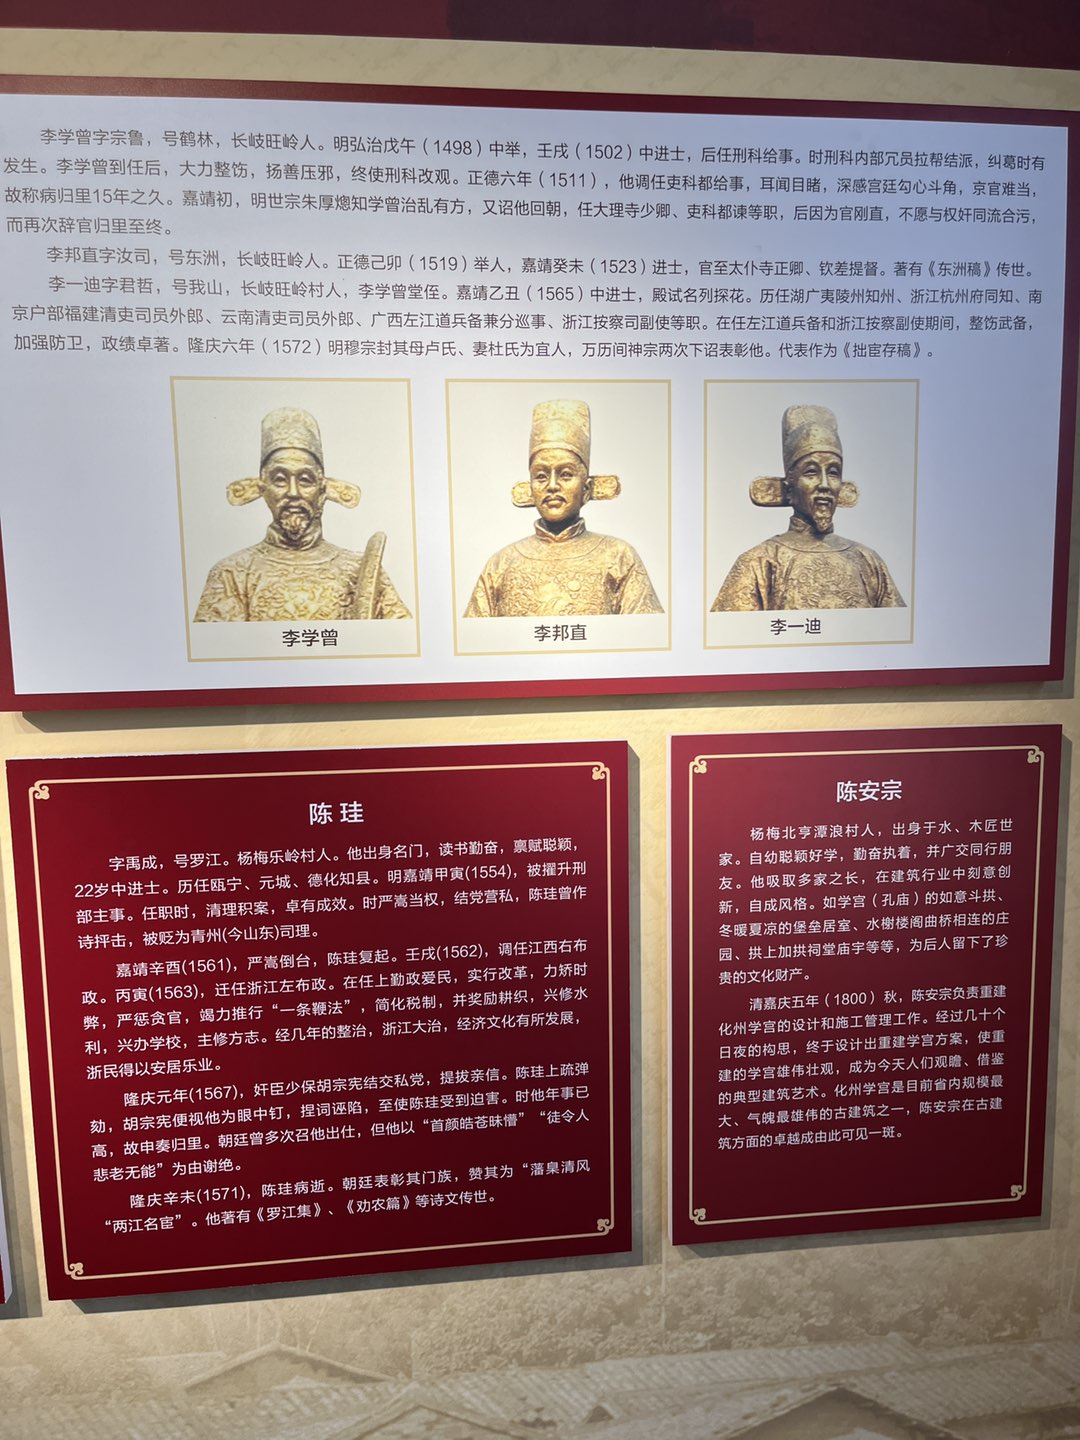 李学曾字宗鲁，号鹤林，长岐旺岭人。明弘治戊午（1498）中举，壬戌（1502）中进士，后任刑科给事。时刑科内部冗员拉帮结派，纠葛时有
发生。李学曾到任后，大力整饬，扬善压邪，终使刑科改观。正德六年（1511），他调任吏科都给事，耳闻目睹，深感宫廷勾心斗角，京官难当，
故称病归里15年之久。嘉靖初，明世宗朱厚熜知学曾治乱有方，又诏他回朝，任大理寺少卿、吏科都谏等职，后因为官刚直，不愿与权奸同流合污，
而再次辞官归里至终。
李邦直字汝司，号东洲，长岐旺岭人。正德己卯（1519）举人，嘉靖癸未（1523）进士，官至太仆寺正卿、钦差提督。著有《东洲稿》传世。
李一迪字君哲，号我山，长岐旺岭村人，李学曾堂侄。嘉靖乙丑（1565）中进士，殿试名列探花。历任湖广夷陵州知州、浙江杭州府同知、南
京户部福建清吏司员外郎、云南清吏司员外郎、广西左江道兵备兼分巡事、浙江按察司副使等职。在任左江道兵备和浙江按察副使期间，整饬武备，
加强防卫，政绩卓著。隆庆六年（1572）明穆宗封其母卢氏、妻杜氏为宜人，万历间神宗两次下诏表彰他。代表作为《拙宦存稿》。
李学曾
李邦直
李一迪
陈 珪
字禹成，号罗江。杨梅乐岭村人。他出身名门，读书勤奋，禀赋聪颖，
22岁中进士。历任瓯宁、元城、德化知县。明嘉靖甲寅(1554)，被擢升刑
部主事。任职时，清理积案，卓有成效。时严嵩当权，结党营私，陈珪曾作
诗抨击，被贬为青州(今山东)司理。
嘉靖辛酉(1561)，严嵩倒台，陈珪复起。壬戌(1562)，调任江西右布
政。丙寅(1563)，迁任浙江左布政。在任上勤政爱民，实行改革，力矫时
弊，严惩贪官，竭力推行“一条鞭法”，简化税制，并奖励耕织，兴修水
利，兴办学校，主修方志。经几年的整治，浙江大治，经济文化有所发展，
浙民得以安居乐业。
隆庆元年(1567)，奸臣少保胡宗宪结交私党，提拔亲信。陈珪上疏弹
劾，胡宗宪便视他为眼中钉，捏词诬陷，至使陈珪受到迫害。时他年事已
高，故申奏归里。朝廷曾多次召他出仕，但他以“首颜皓苍昧懵”“徒令人
悲老无能”为由谢绝。
隆庆辛未(1571)，陈珪病逝。朝廷表彰其门族，赞其为“藩臬清风
“两江名宦”。他著有《罗江集》、《劝农篇》等诗文传世。
陈安宗
杨梅北亨潭浪村人，出身于水、木匠世
家。自幼聪颖好学，勤奋执着，并广交同行朋
友。他吸取多家之长，在建筑行业中刻意创
新，自成风格。如学宫（孔庙）的如意斗拱、
冬暖夏凉的堡垒居室、水榭楼阁曲桥相连的庄
园、拱上加拱祠堂庙宇等等，为后人留下了珍
贵的文化财产。
清嘉庆五年（1800）秋，陈安宗负责重建
化州学宫的设计和施工管理工作。经过几十个
日夜的构思，终于设计出重建学宫方案，使重
建的学宫雄伟壮观，成为今天人们观瞻、借鉴
的典型建筑艺术。化州学宫是目前省内规模最
大、气魄最雄伟的古建筑之一，陈安宗在古建
筑方面的卓越成由此可见一斑。